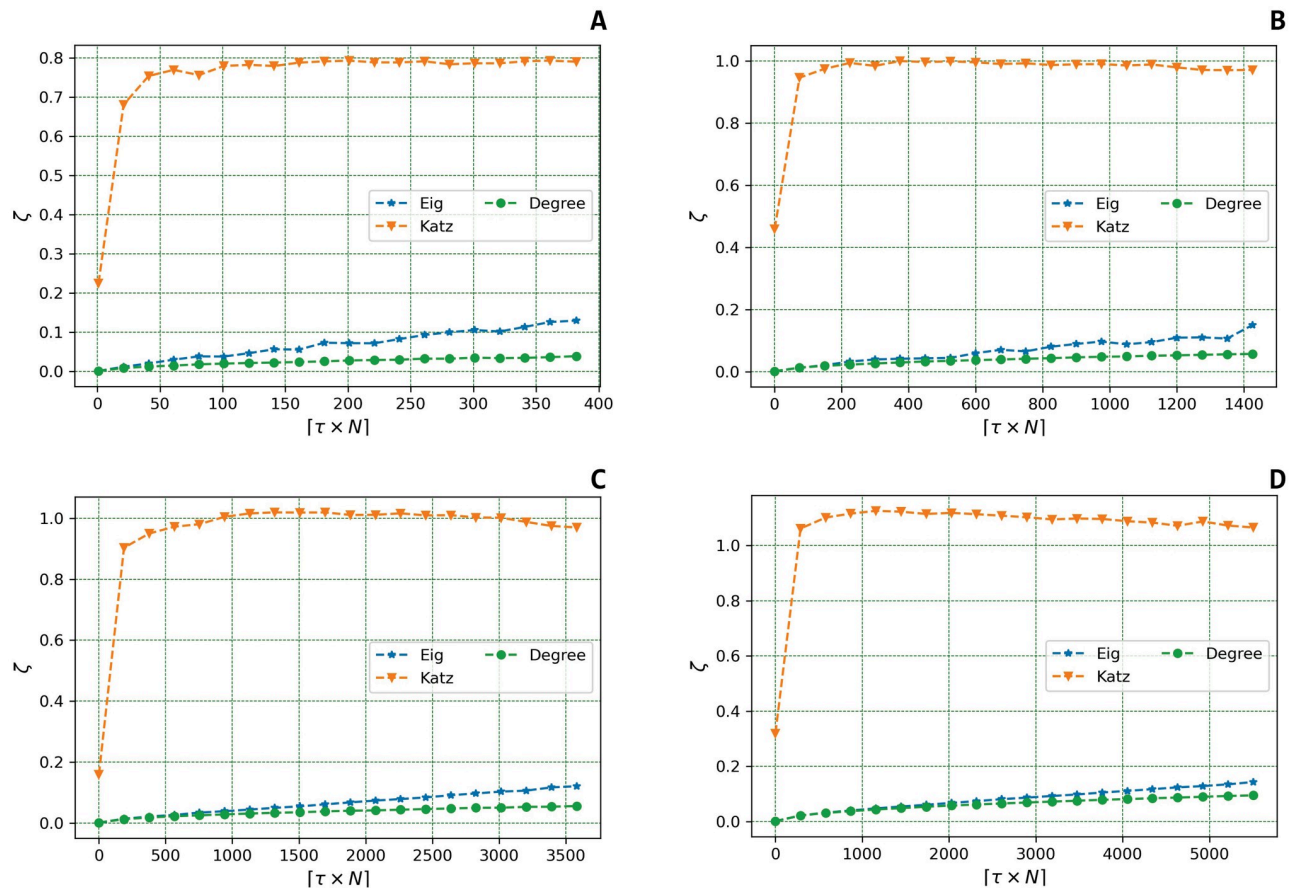 A
0.8
0.7
0.6
0.5
0.4
0.3
0.2
0.1
0.0
ζ
Eig
Katz
Degree
0 50 100 150 200 250 300 350 400
⌈τ × N⌉
B
1.0
0.8
0.6
0.4
0.2
0.0
ζ
Eig
Katz
Degree
0 200 400 600 800 1000 1200 1400
⌈τ × N⌉
C
1.0
0.8
0.6
0.4
0.2
0.0
ζ
Eig
Katz
Degree
0 500 1000 1500 2000 2500 3000 3500
⌈τ × N⌉
D
1.0
0.8
0.6
0.4
0.2
0.0
ζ
Eig
Katz
Degree
0 1000 2000 3000 4000 5000
⌈τ × N⌉